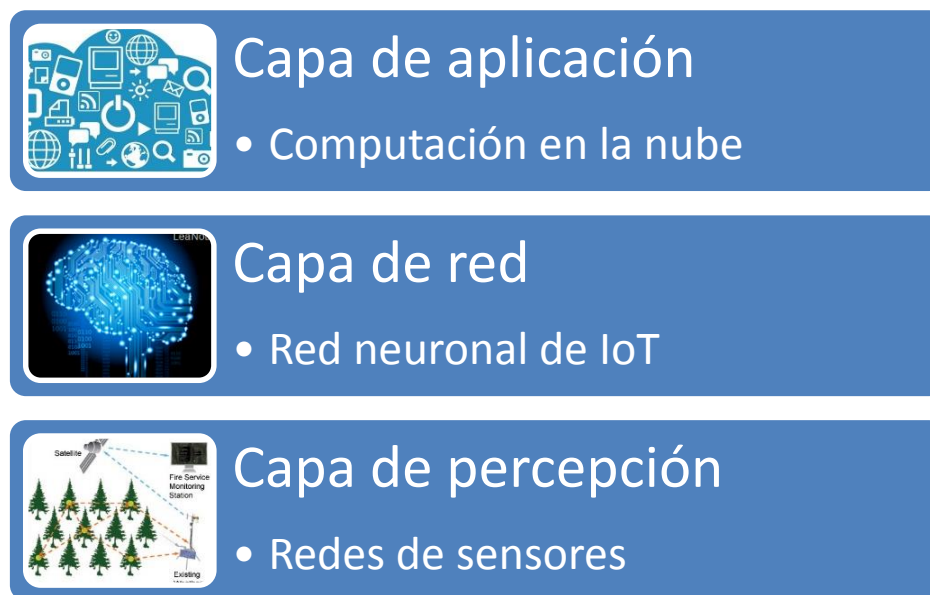 Capa de aplicación
• Computación en la nube
LeaNou
Capa de red
• Red neuronal de IoT
Satellite
Fire Service
Monitoring
Station
Existing
Capa de percepción
• Redes de sensores